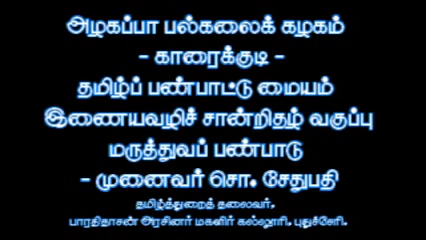 அழகப்பா பல்கலைக் கழகம்
- காரைக்குடி -
தமிழ்ப் பண்பாட்டு மையம்
இணையவழிச் சான்றிதழ் வகுப்பு
மருத்துவப் பண்பாடு
- முனைவர் சொ. சேதுபதி
தமிழ்த்துறைத் தலைவர்,
பாரதிதாசன் அரசினர் மகளிர் கல்லூரி, புதுச்சேரி.